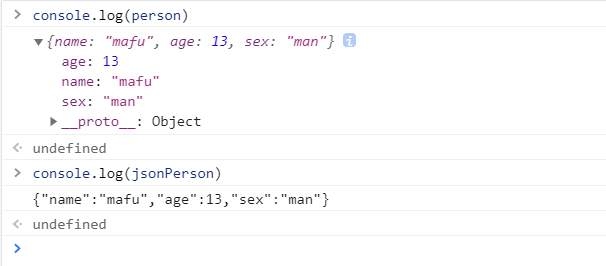 console.log(person)
{name: "mafu", age: 13, sex: "man"} i
age: 13
name: "mafu"
sex: "man"
__proto__: Object
undefined
console.log(jsonPerson)
{"name":"mafu","age":13,"sex":"man"}
undefined